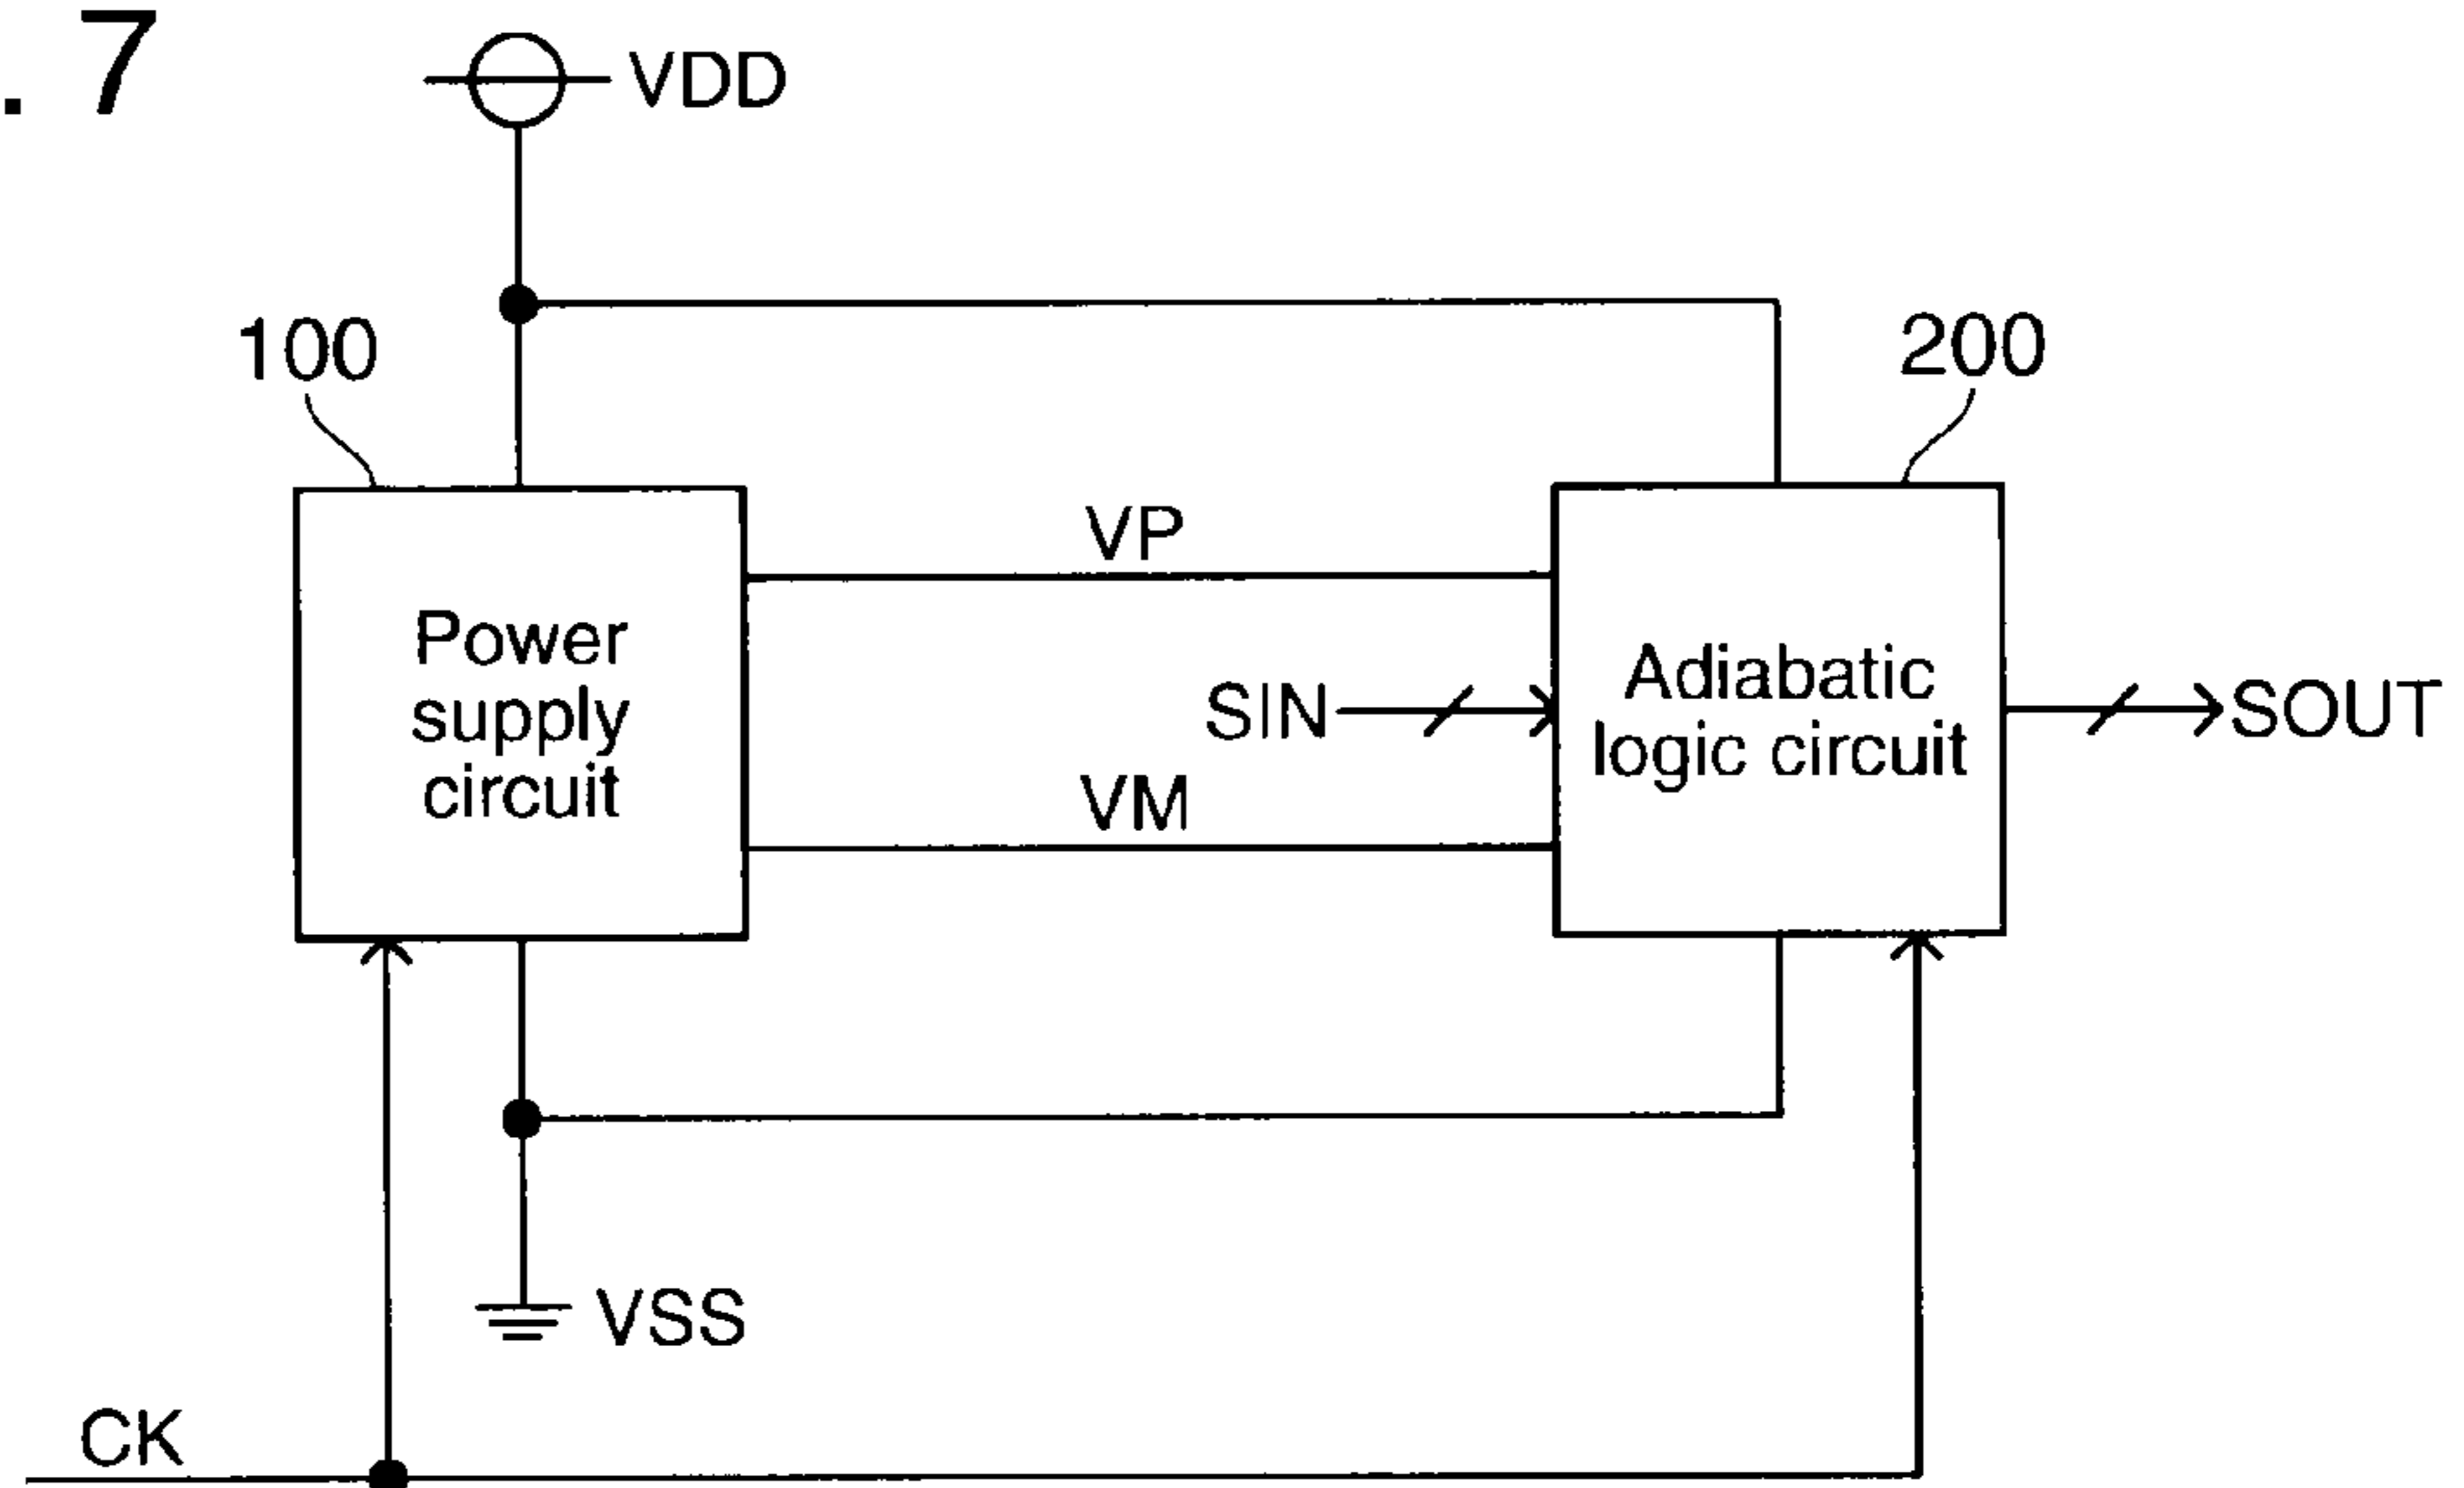 . 7
VDD
100
200
VP
Power
supply
circuit
SIN
Adiabatic
logic circuit
SOUT
VM
VSS
CK